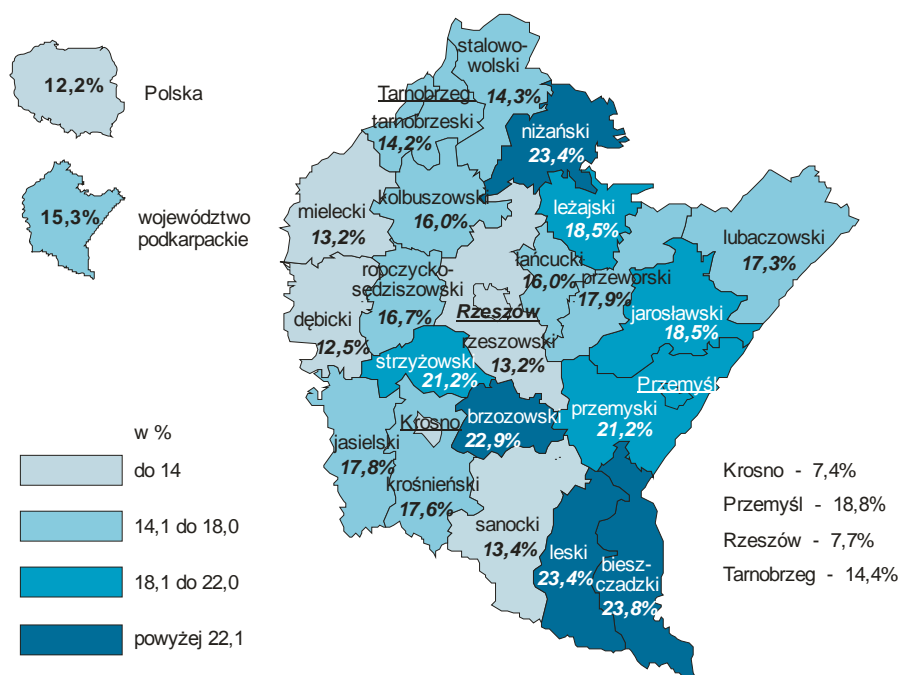 12,2%
Polska
15,3%
województwo
podkarpackie
stalowo-
wolski
14,3%
Tarnobrzeg
tarnobrzeski
14,2%
niżański
23,4%
mielecki
13,2%
kolbuszowski
16,0%
leżajski
18,5%
lubaczowski
17,3%
łańcucki
16,0%
przeworski
17,9%
ropczycko-
sędziszowski
16,7%
jarosławski
18,5%
dębicki
12,5%
Rzeszów
rzeszowski
13,2%
strzyżowski
21,2%
Przemyśl
przemyski
21,2%
Krosno
brzozowski
22,9%
jasielski
17,8%
krośnieński
17,6%
sanocki
13,4%
leski
23,4%
biesz-
czadzki
23,8%
w %
do 14
14,1 do 18,0
18,1 do 22,0
powyżej 22,1
Krosno - 7,4%
Przemyśl - 18,8%
Rzeszów - 7,7%
Tarnobrzeg - 14,4%